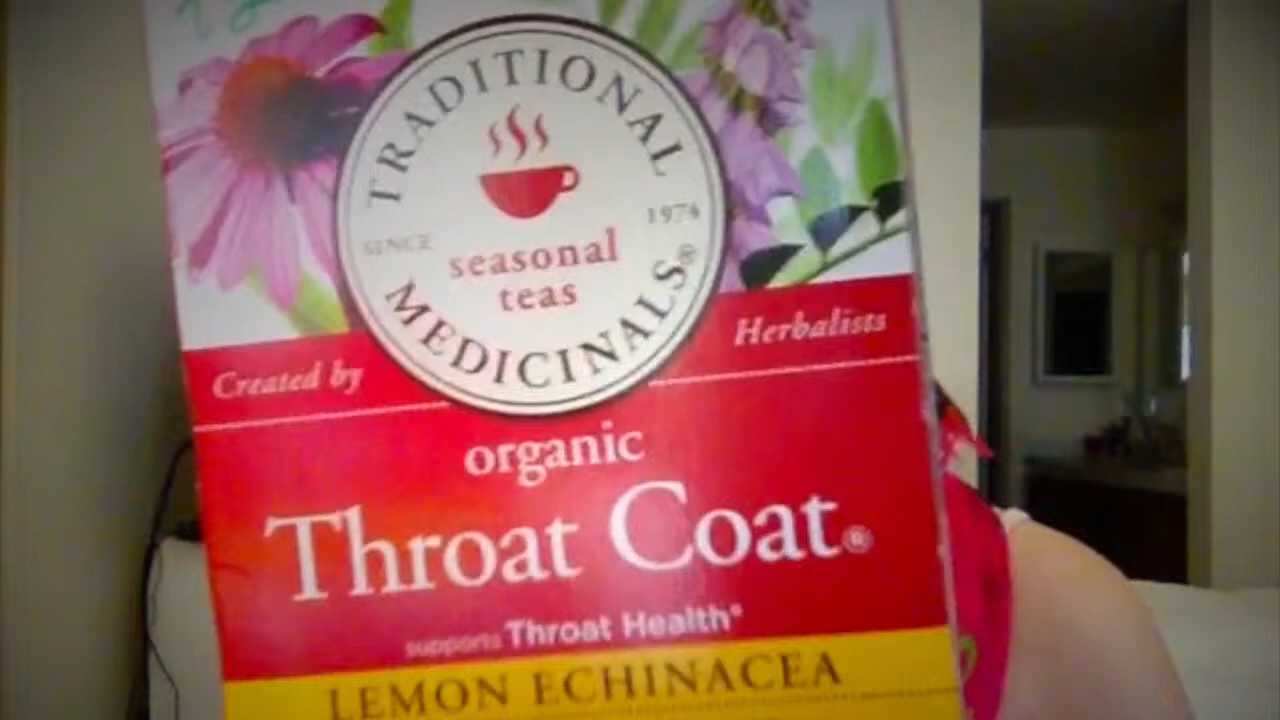 TRADITIONAL
SINCE 1974
seasonal
teas
MEDICINALS®
Created by Herbalists
organic
Throat Coat®
supports Throat Health*
LEMON ECHINACEA